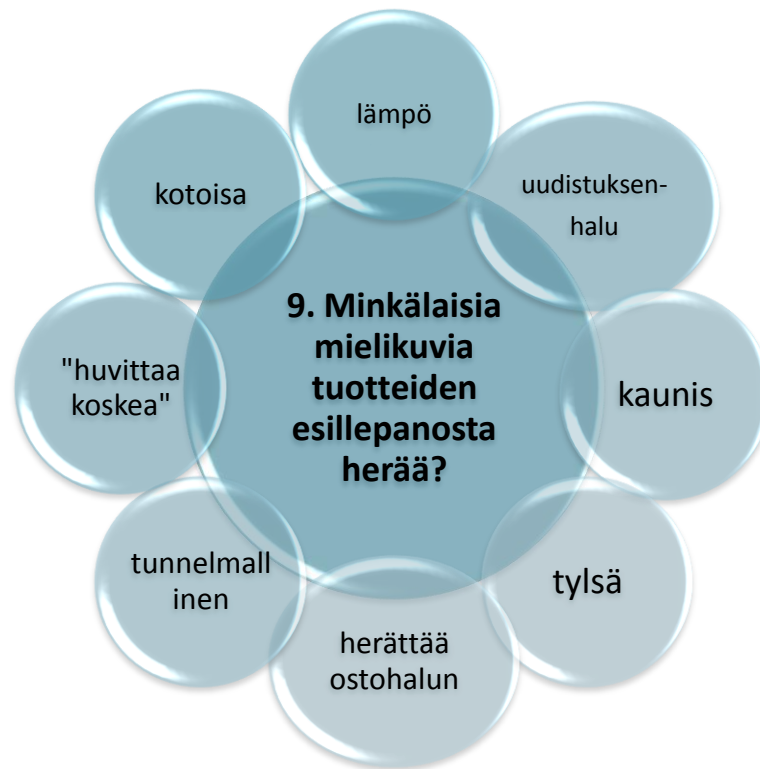 lämpö
uudistuksen-
halu
kaunis
tylsä
herättää
ostohalun
tunnelmall
inen
"huvittaa
koskea"
kotoisa
9. Minkälaisia
mielikuvia
tuotteiden
esillepanosta
herää?